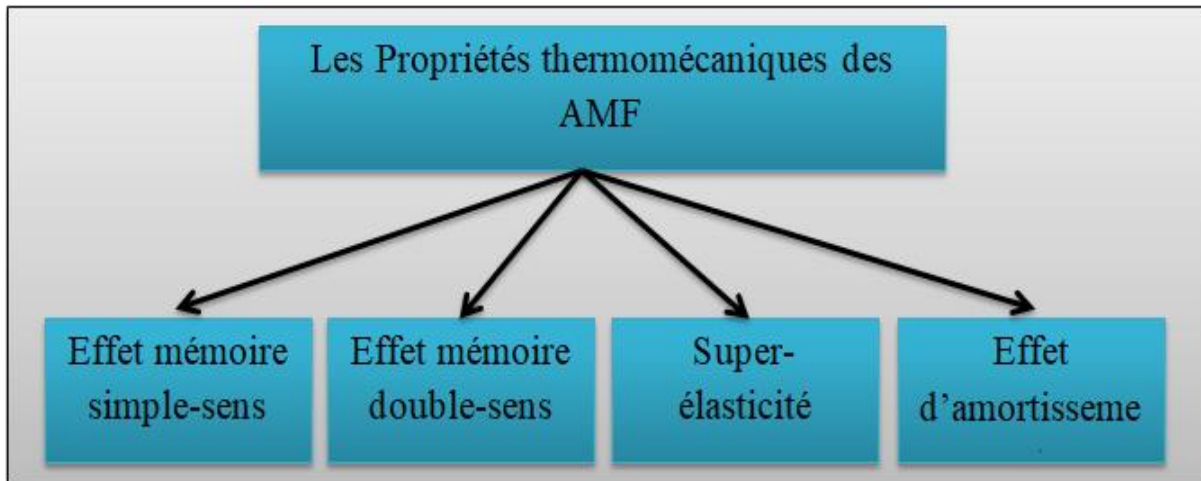 Les Propriétés thermomécaniques des
AMF
Effet mémoire
simple-sens
Effet mémoire
double-sens
Super-
élasticité
Effet
d’amortisseme